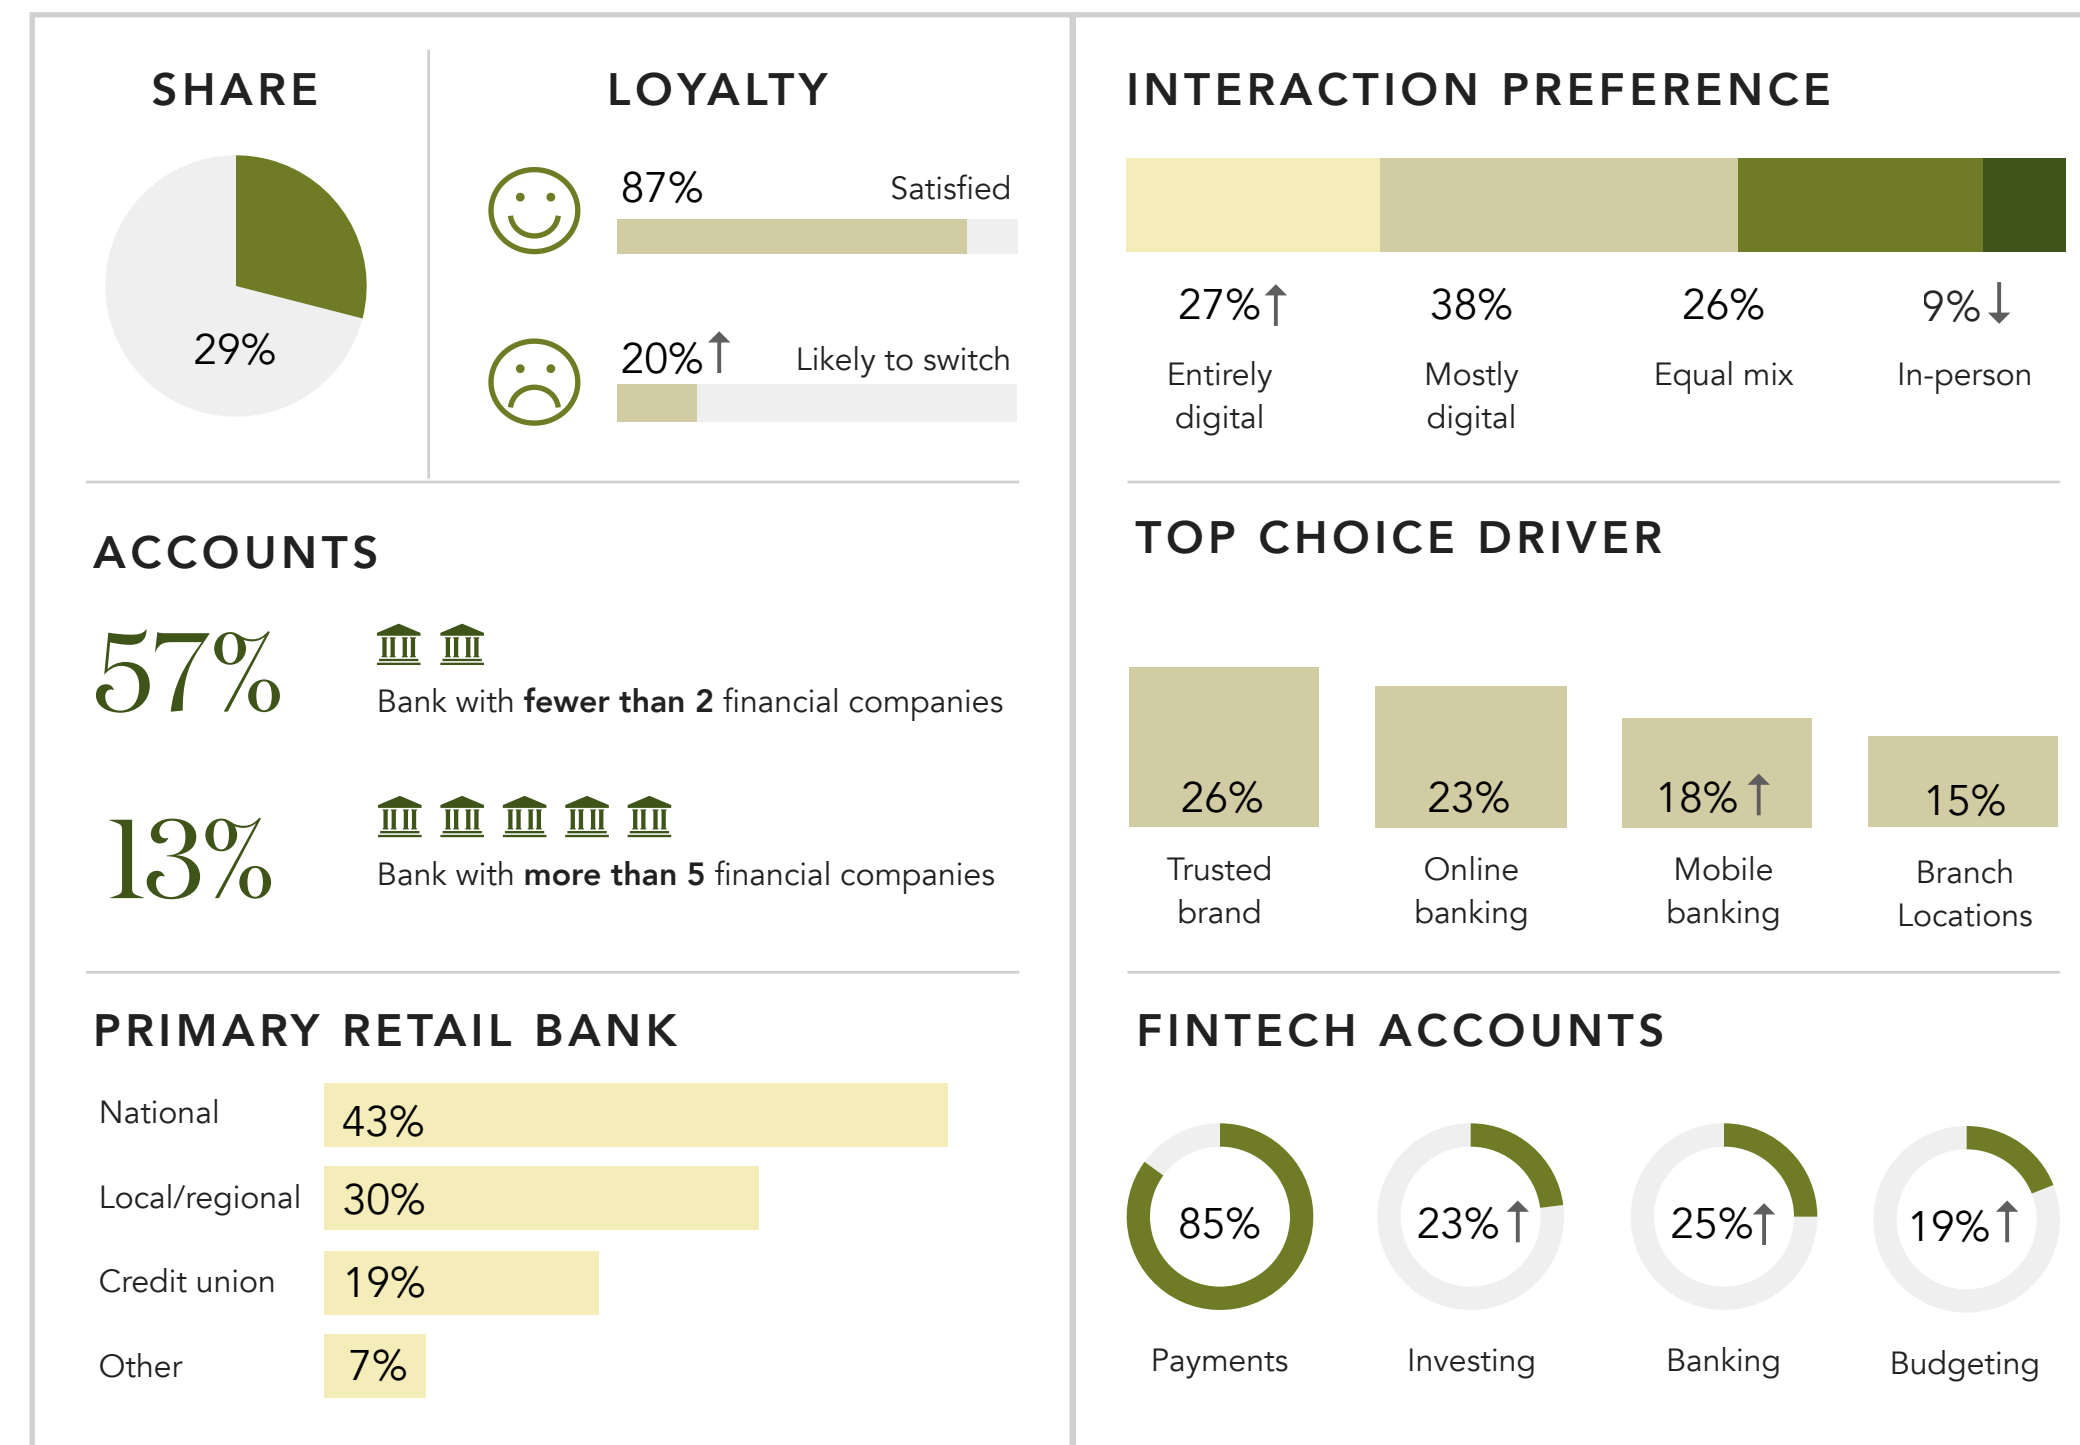 SHARE
29%
LOYALTY
87%
Satisfied
20%↑
Likely to switch
ACCOUNTS
57%
Bank with fewer than 2 financial companies
13%
Bank with more than 5 financial companies
PRIMARY RETAIL BANK
National
43%
Local/regional
30%
Credit union
19%
Other
7%
INTERACTION PREFERENCE
27%↑
Entirely
digital
38%
Mostly
digital
26%
Equal mix
9%↓
In-person
TOP CHOICE DRIVER
26%
Trusted
brand
23%
Online
banking
18%↑
Mobile
banking
15%
Branch
Locations
FINTECH ACCOUNTS
85%
Payments
23%↑
Investing
25%↑
Banking
19%↑
Budgeting